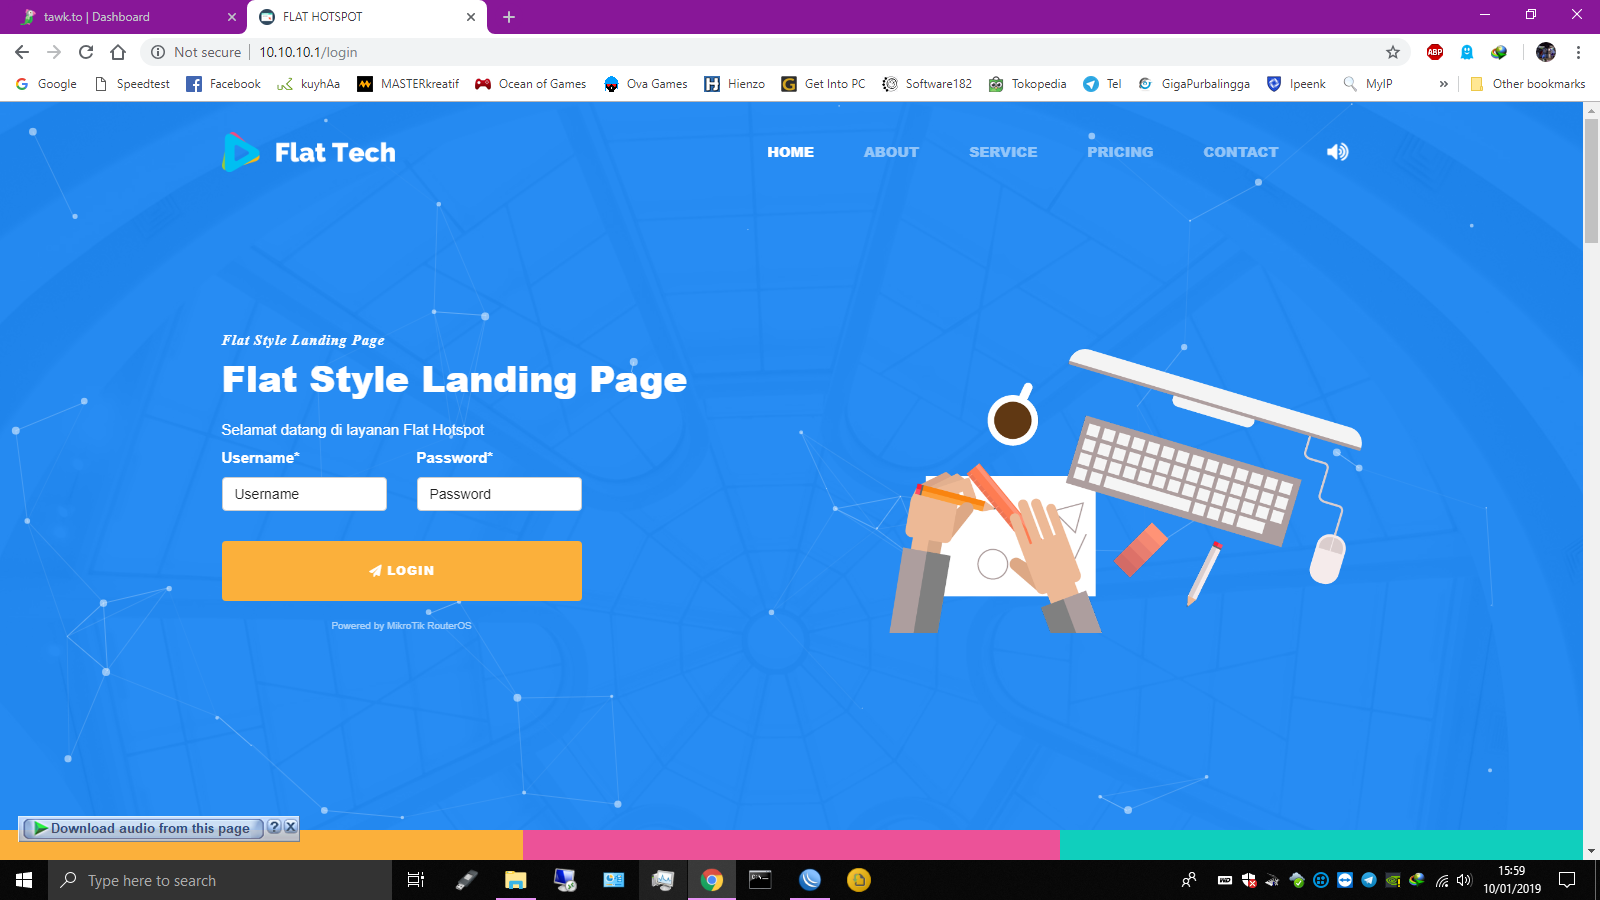 tawk.to | Dashboard
FLAT HOTSPOT
Not secure
10.10.10.1/login
ABP
Google
Speedtest
Facebook
kuyhAa
MASTERkreatif
Ocean of Games
Ova Games
Hienzo
Get Into PC
Software182
Tokopedia
Tel
GigaPurbalingga
Ipeenk
MyIP
»
Other bookmarks
Flat Tech
HOME
ABOUT
SERVICE
PRICING
CONTACT
Flat Style Landing Page
Flat Style Landing Page
Selamat datang di layanan Flat Hotspot
Username*
Password*
Username
Password
LOGIN
Powered by MikroTik RouterOS
Download audio from this page
?
X
Type here to search
15:59
10/01/2019